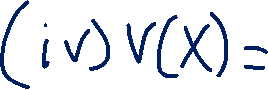 (iv) V(X) =